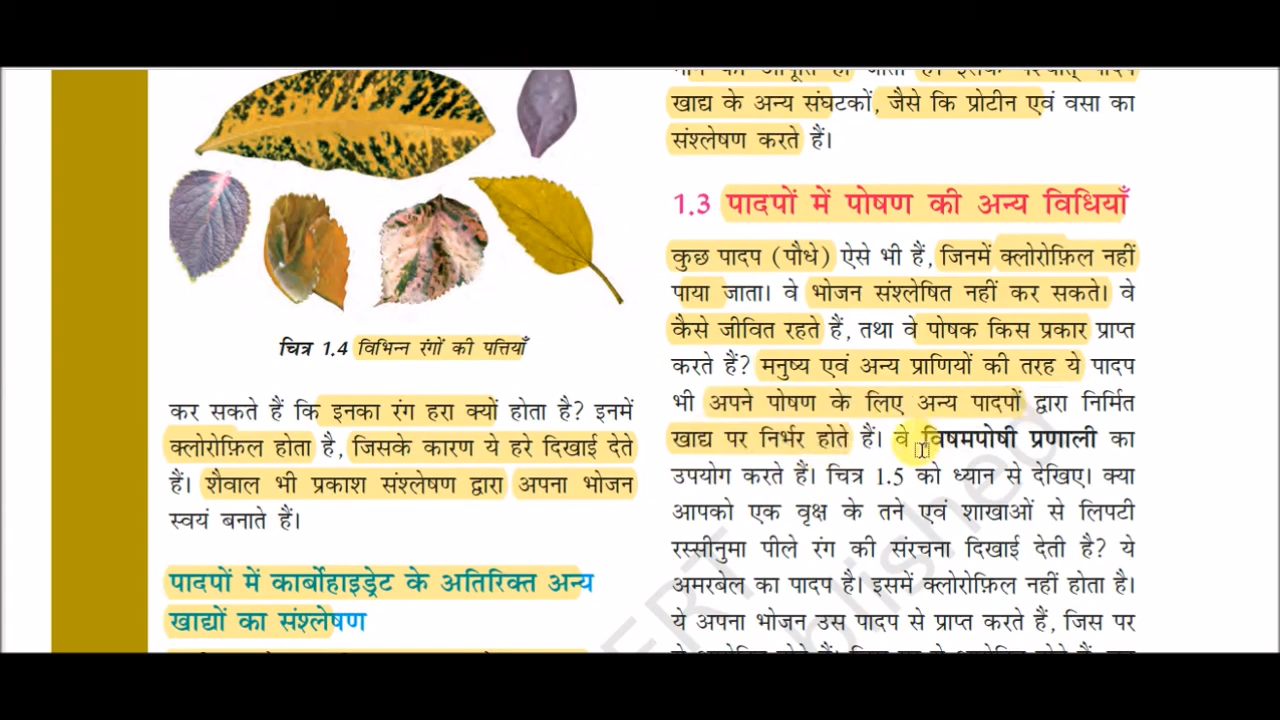 चित्र 1.4 विभिन्न रंगों की पत्तियाँ
कर सकते हैं कि इनका रंग हरा क्यों होता है? इनमें
क्लोरोफ़िल होता है, जिसके कारण ये हरे दिखाई देते
हैं। शैवाल भी प्रकाश संश्लेषण द्वारा अपना भोजन
स्वयं बनाते हैं।
पादपों में कार्बोहाइड्रेट के अतिरिक्त अन्य
खाद्यों का संश्लेषण
खाद्य के अन्य संघटकों, जैसे कि प्रोटीन एवं वसा का
संश्लेषण करते हैं।
1.3 पादपों में पोषण की अन्य विधियाँ
कुछ पादप (पौधे) ऐसे भी हैं, जिनमें क्लोरोफ़िल नहीं
पाया जाता। वे भोजन संश्लेषित नहीं कर सकते। वे
कैसे जीवित रहते हैं, तथा वे पोषक किस प्रकार प्राप्त
करते हैं? मनुष्य एवं अन्य प्राणियों की तरह ये पादप
भी अपने पोषण के लिए अन्य पादपों द्वारा निर्मित
खाद्य पर निर्भर होते हैं। वे विषमपोषी प्रणाली का
उपयोग करते हैं। चित्र 1.5 को ध्यान से देखिए। क्या
आपको एक वृक्ष के तने एवं शाखाओं से लिपटी
रस्सीनुमा पीले रंग की संरचना दिखाई देती है? ये
अमरबेल का पादप है। इसमें क्लोरोफ़िल नहीं होता है।
ये अपना भोजन उस पादप से प्राप्त करते हैं, जिस पर
ERT
blished